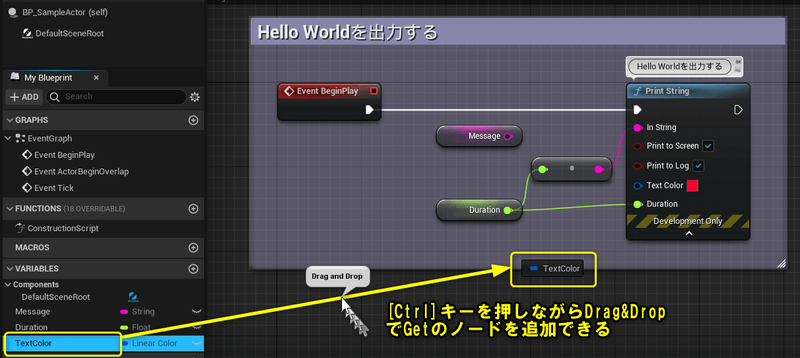 BP_SampleActor (self)
DefaultSceneRoot
My Blueprint
ADD
Search
GRAPHS
EventGraph
Event BeginPlay
Event ActorBeginOverlap
Event Tick
FUNCTIONS (18 OVERRIDABLE)
ConstructionScript
MACROS
VARIABLES
Components
DefaultSceneRoot
Message String
Duration Float
TextColor Linear Color
Hello Worldを出力する
Hello Worldを出力する
Event BeginPlay
Print String
In String
Print to Screen
Print to Log
Text Color
Duration
Development Only
Message
Duration
TextColor
Drag and Drop
[Ctrl]キーを押しながらDrag&Drop
でGetのノードを追加できる